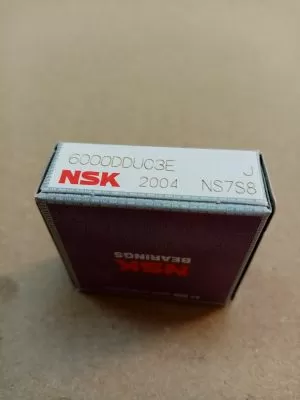 6000DDUC3E J
NSK 2004 NS7S8
NSK
BEARINGS